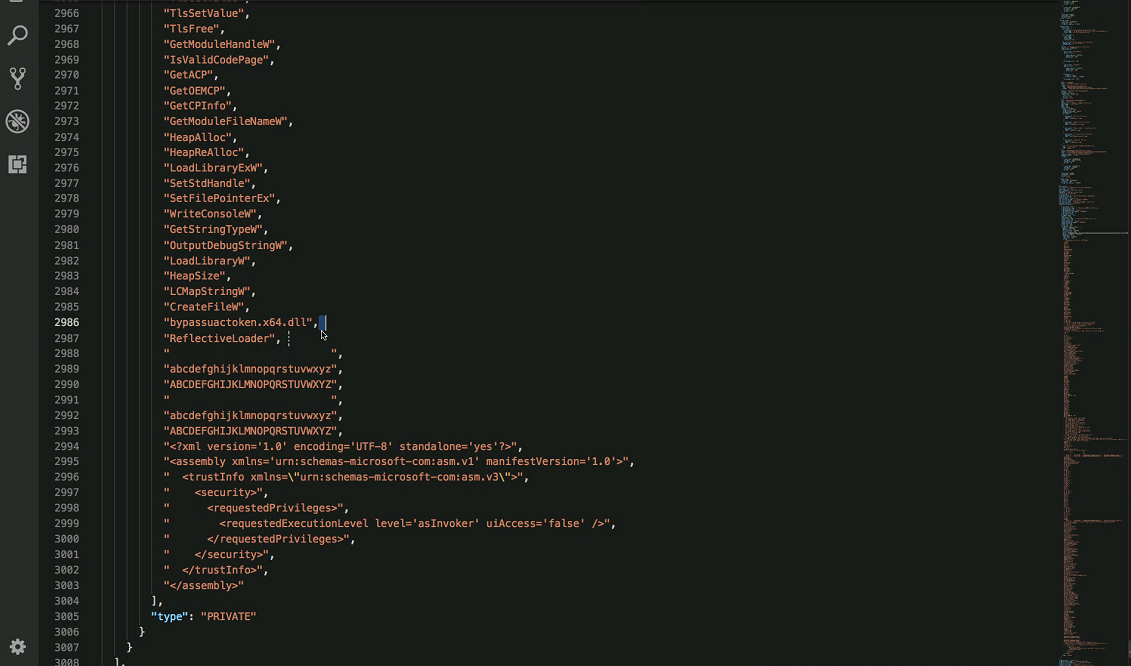 2966 "TlsSetValue",
2967 "TlsFree",
2968 "GetModuleHandleW",
2969 "IsValidCodePage",
2970 "GetACP",
2971 "GetOEMCP",
2972 "GetCPInfo",
2973 "GetModuleFileNameW",
2974 "HeapAlloc",
2975 "HeapReAlloc",
2976 "LoadLibraryExW",
2977 "SetStdHandle",
2978 "SetFilePointerEx",
2979 "WriteConsoleW",
2980 "GetStringTypeW",
2981 "OutputDebugStringW",
2982 "LoadLibraryW",
2983 "HeapSize",
2984 "LCMapStringW",
2985 "CreateFileW",
2986 "bypassuactoken.x64.dll",
2987 "ReflectiveLoader",
2988 "                          ",
2989 "abcdefghijklmnopqrstuvwxyz",
2990 "ABCDEFGHIJKLMNOPQRSTUVWXYZ",
2991 "                          ",
2992 "abcdefghijklmnopqrstuvwxyz",
2993 "ABCDEFGHIJKLMNOPQRSTUVWXYZ",
2994 "<?xml version='1.0' encoding='UTF-8' standalone='yes'?>",
2995 "<assembly xmlns='urn:schemas-microsoft-com:asm.v1' manifestVersion='1.0'>",
2996 "  <trustInfo xmlns=\"urn:schemas-microsoft-com:asm.v3\">",
2997 "    <security>",
2998 "      <requestedPrivileges>",
2999 "        <requestedExecutionLevel level='asInvoker' uiAccess='false' />",
3000 "      </requestedPrivileges>",
3001 "    </security>",
3002 "  </trustInfo>",
3003 "</assembly>"
3004 ],
3005 "type": "PRIVATE"
3006 }
3007 }
3008 ],